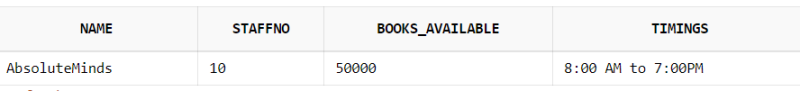 NAME STAFFNO BOOKS_AVAILABLE TIMINGS
AbsoluteMinds 10 50000 8:00 AM to 7:00PM